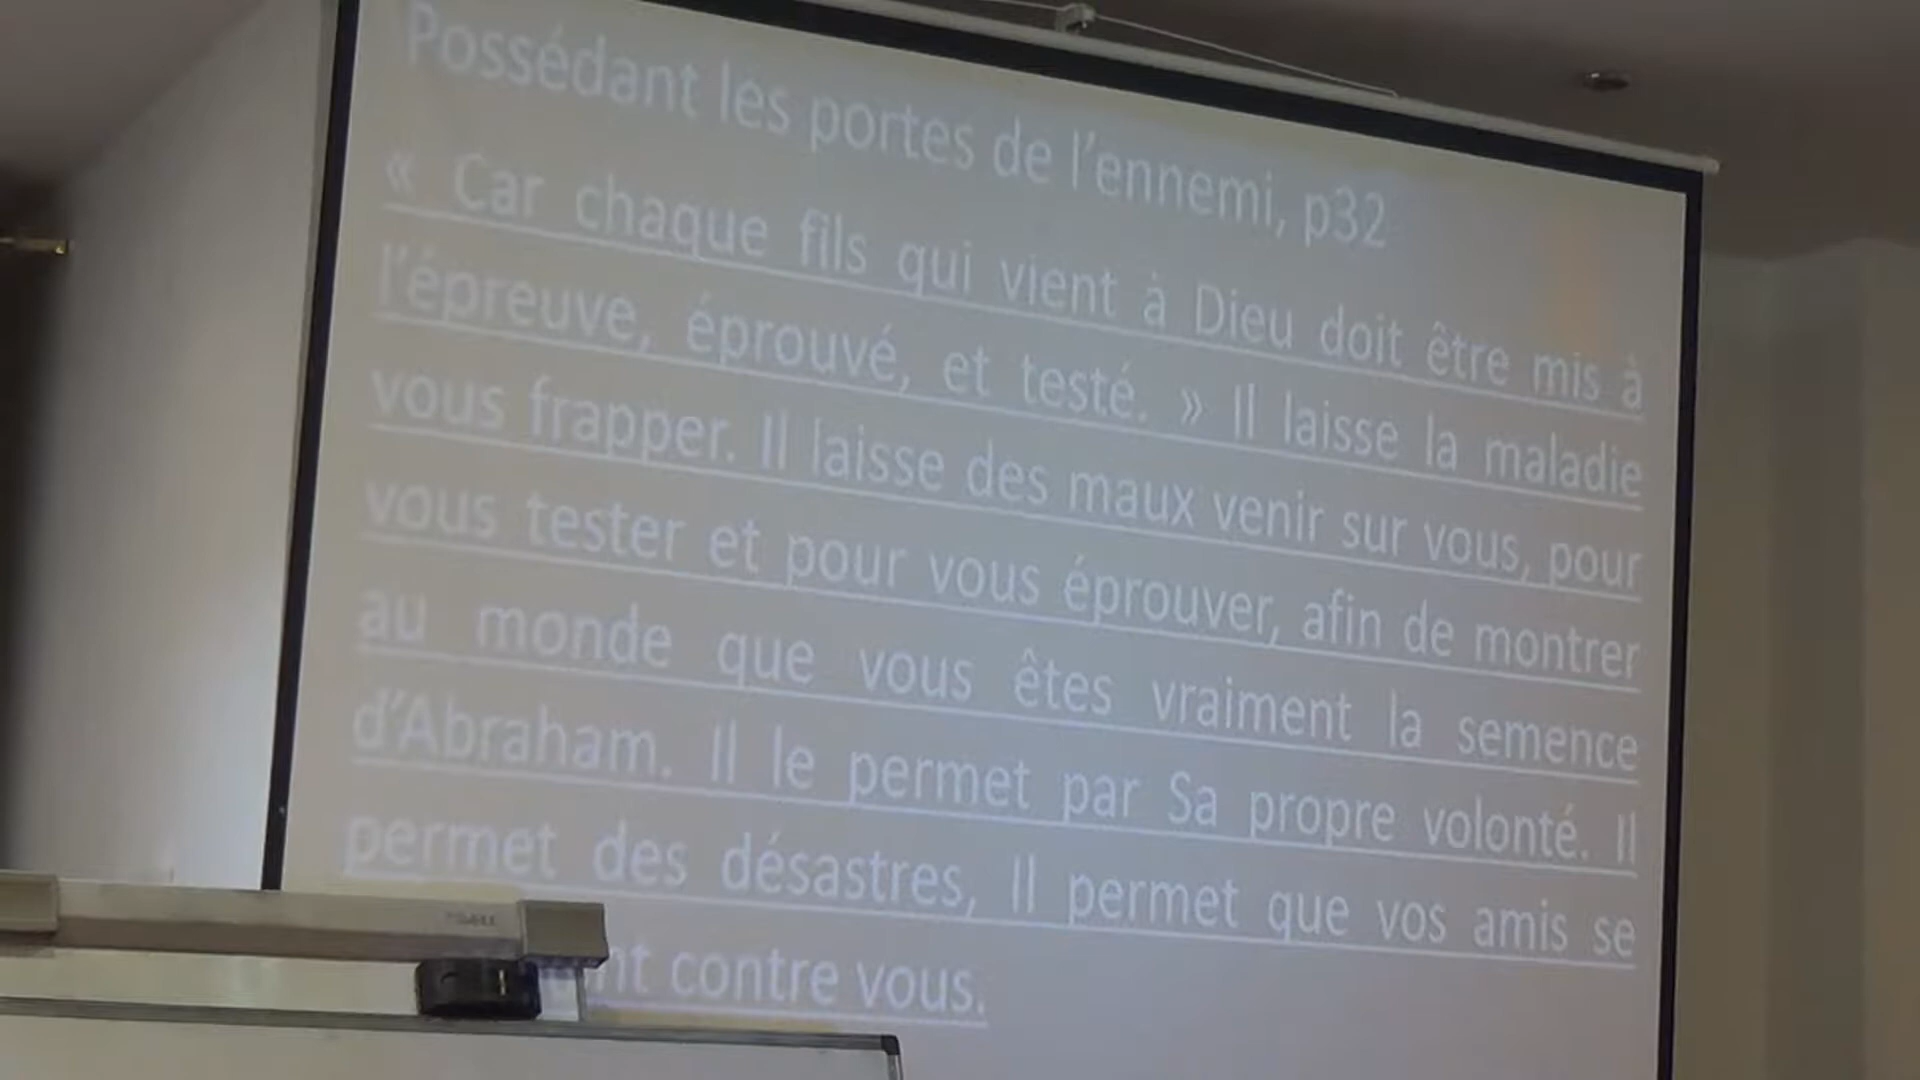 Possédant les portes de l'ennemi, p32
« Car chaque fils qui vient à Dieu doit être mis à
l'épreuve, éprouvé, et testé. » Il laisse la maladie
vous frapper. Il laisse des maux venir sur vous, pour
vous tester et pour vous éprouver, afin de montrer
au monde que vous êtes vraiment la semence
d'Abraham. Il le permet par Sa propre volonté. Il
permet des désastres, Il permet que vos amis se
contre vous.